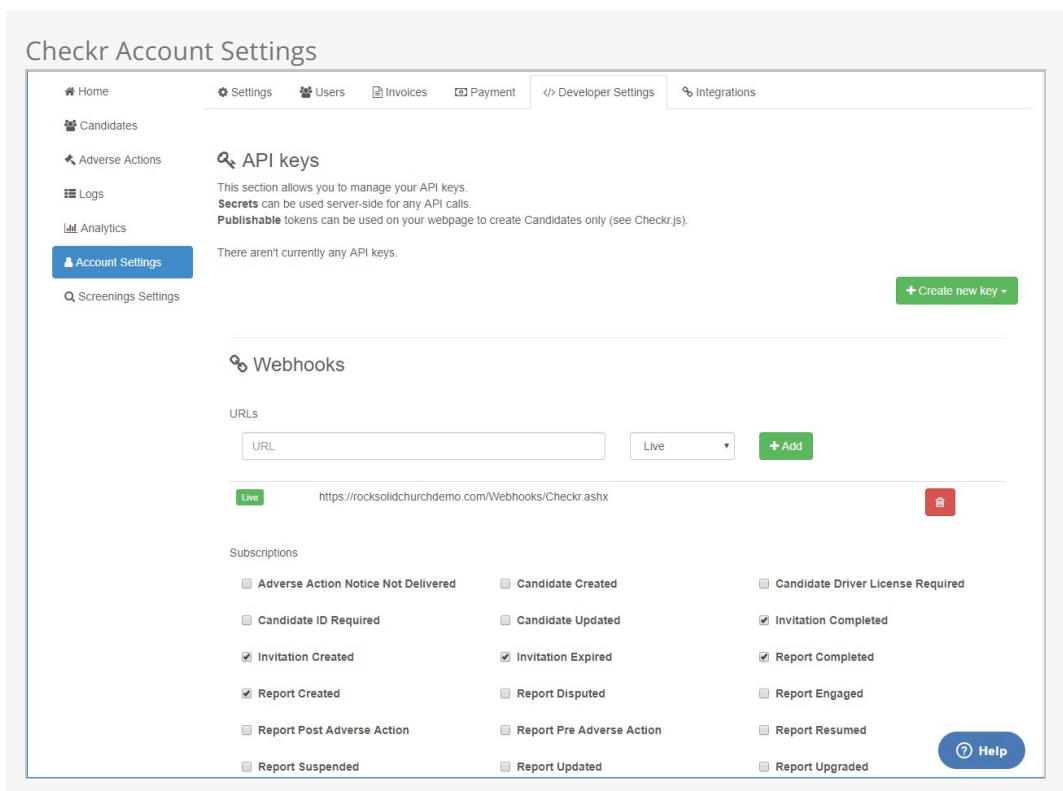 Checkr Account Settings
Home
Candidates
Adverse Actions
Logs
Analytics
Account Settings
Screenings Settings
Settings Users Invoices Payment </> Developer Settings Integrations
API keys
This section allows you to manage your API keys.
Secrets can be used server-side for any API calls.
Publishable tokens can be used on your webpage to create Candidates only (see Checkr.js).
There aren't currently any API keys.
+ Create new key
Webhooks
URLs
URL Live + Add
Live https://rocksolidchurchdemo.com/Webhooks/Checkr.ashx
Subscriptions
Adverse Action Notice Not Delivered Candidate Created Candidate Driver License Required
Candidate ID Required Candidate Updated Invitation Completed
Invitation Created Invitation Expired Report Completed
Report Created Report Disputed Report Engaged
Report Post Adverse Action Report Pre Adverse Action Report Resumed
Report Suspended Report Updated Report Upgraded
? Help